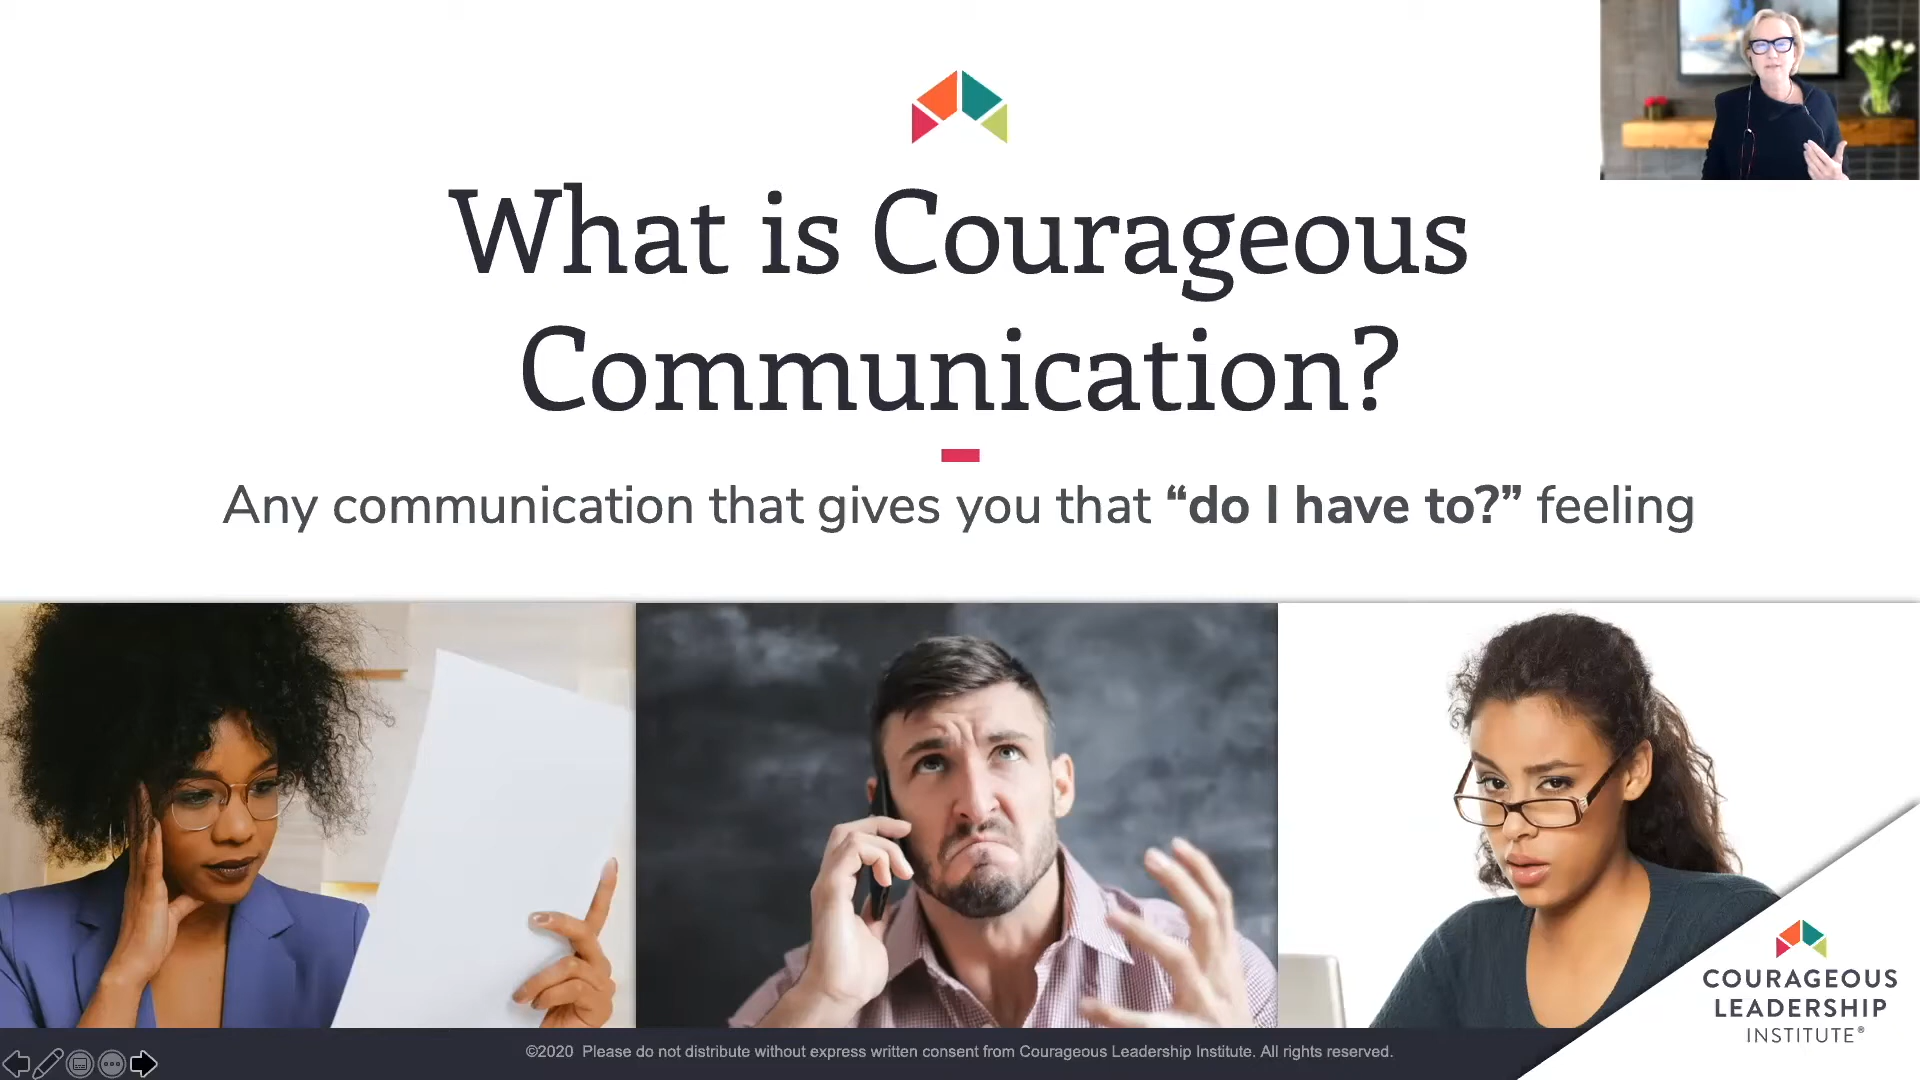 What is Courageous
Communication?
Any communication that gives you that “do I have to?” feeling
COURAGEOUS
LEADERSHIP
INSTITUTE®
©2020 Please do not distribute without express written consent from Courageous Leadership Institute. All rights reserved.